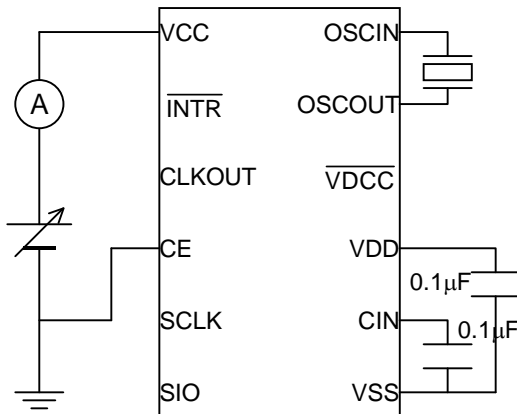 VCC OSCIN
A
INTR OSCOUT
CLKOUT VDCC
CE VDD
0.1μF
SCLK CIN
0.1μF
SIO VSS